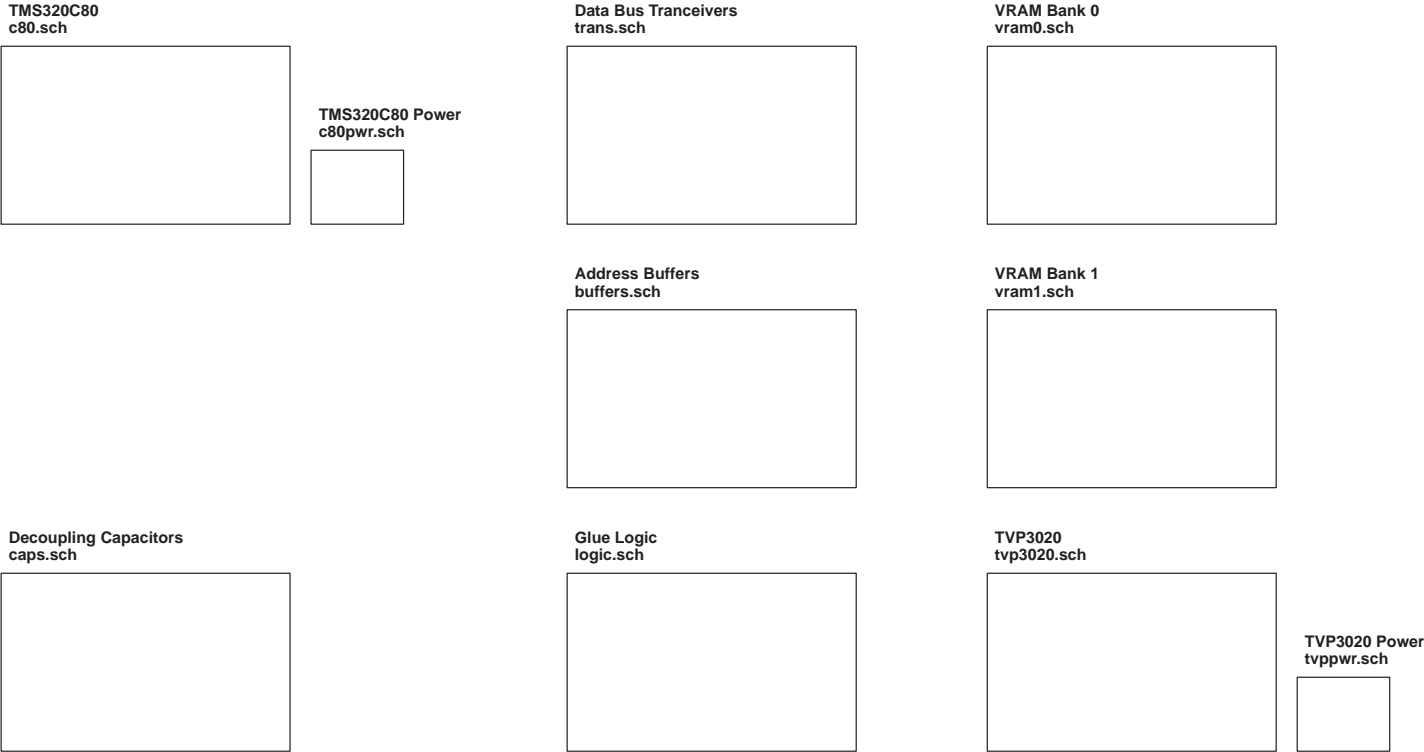 TMS320C80
c80.sch
Data Bus Tranceivers
trans.sch
VRAM Bank 0
vram0.sch
TMS320C80 Power
c80pwr.sch
Address Buffers
buffers.sch
VRAM Bank 1
vram1.sch
Decoupling Capacitors
caps.sch
Glue Logic
logic.sch
TVP3020
tvp3020.sch
TVP3020 Power
tvppwr.sch